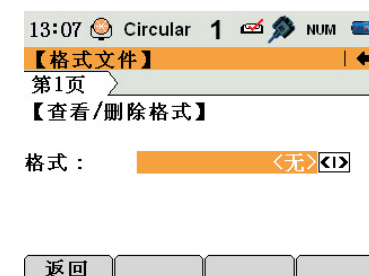 13:07 Circular 1 NUM
【格式文件】
第1页
【查看/删除格式】
格式： <无>
返回